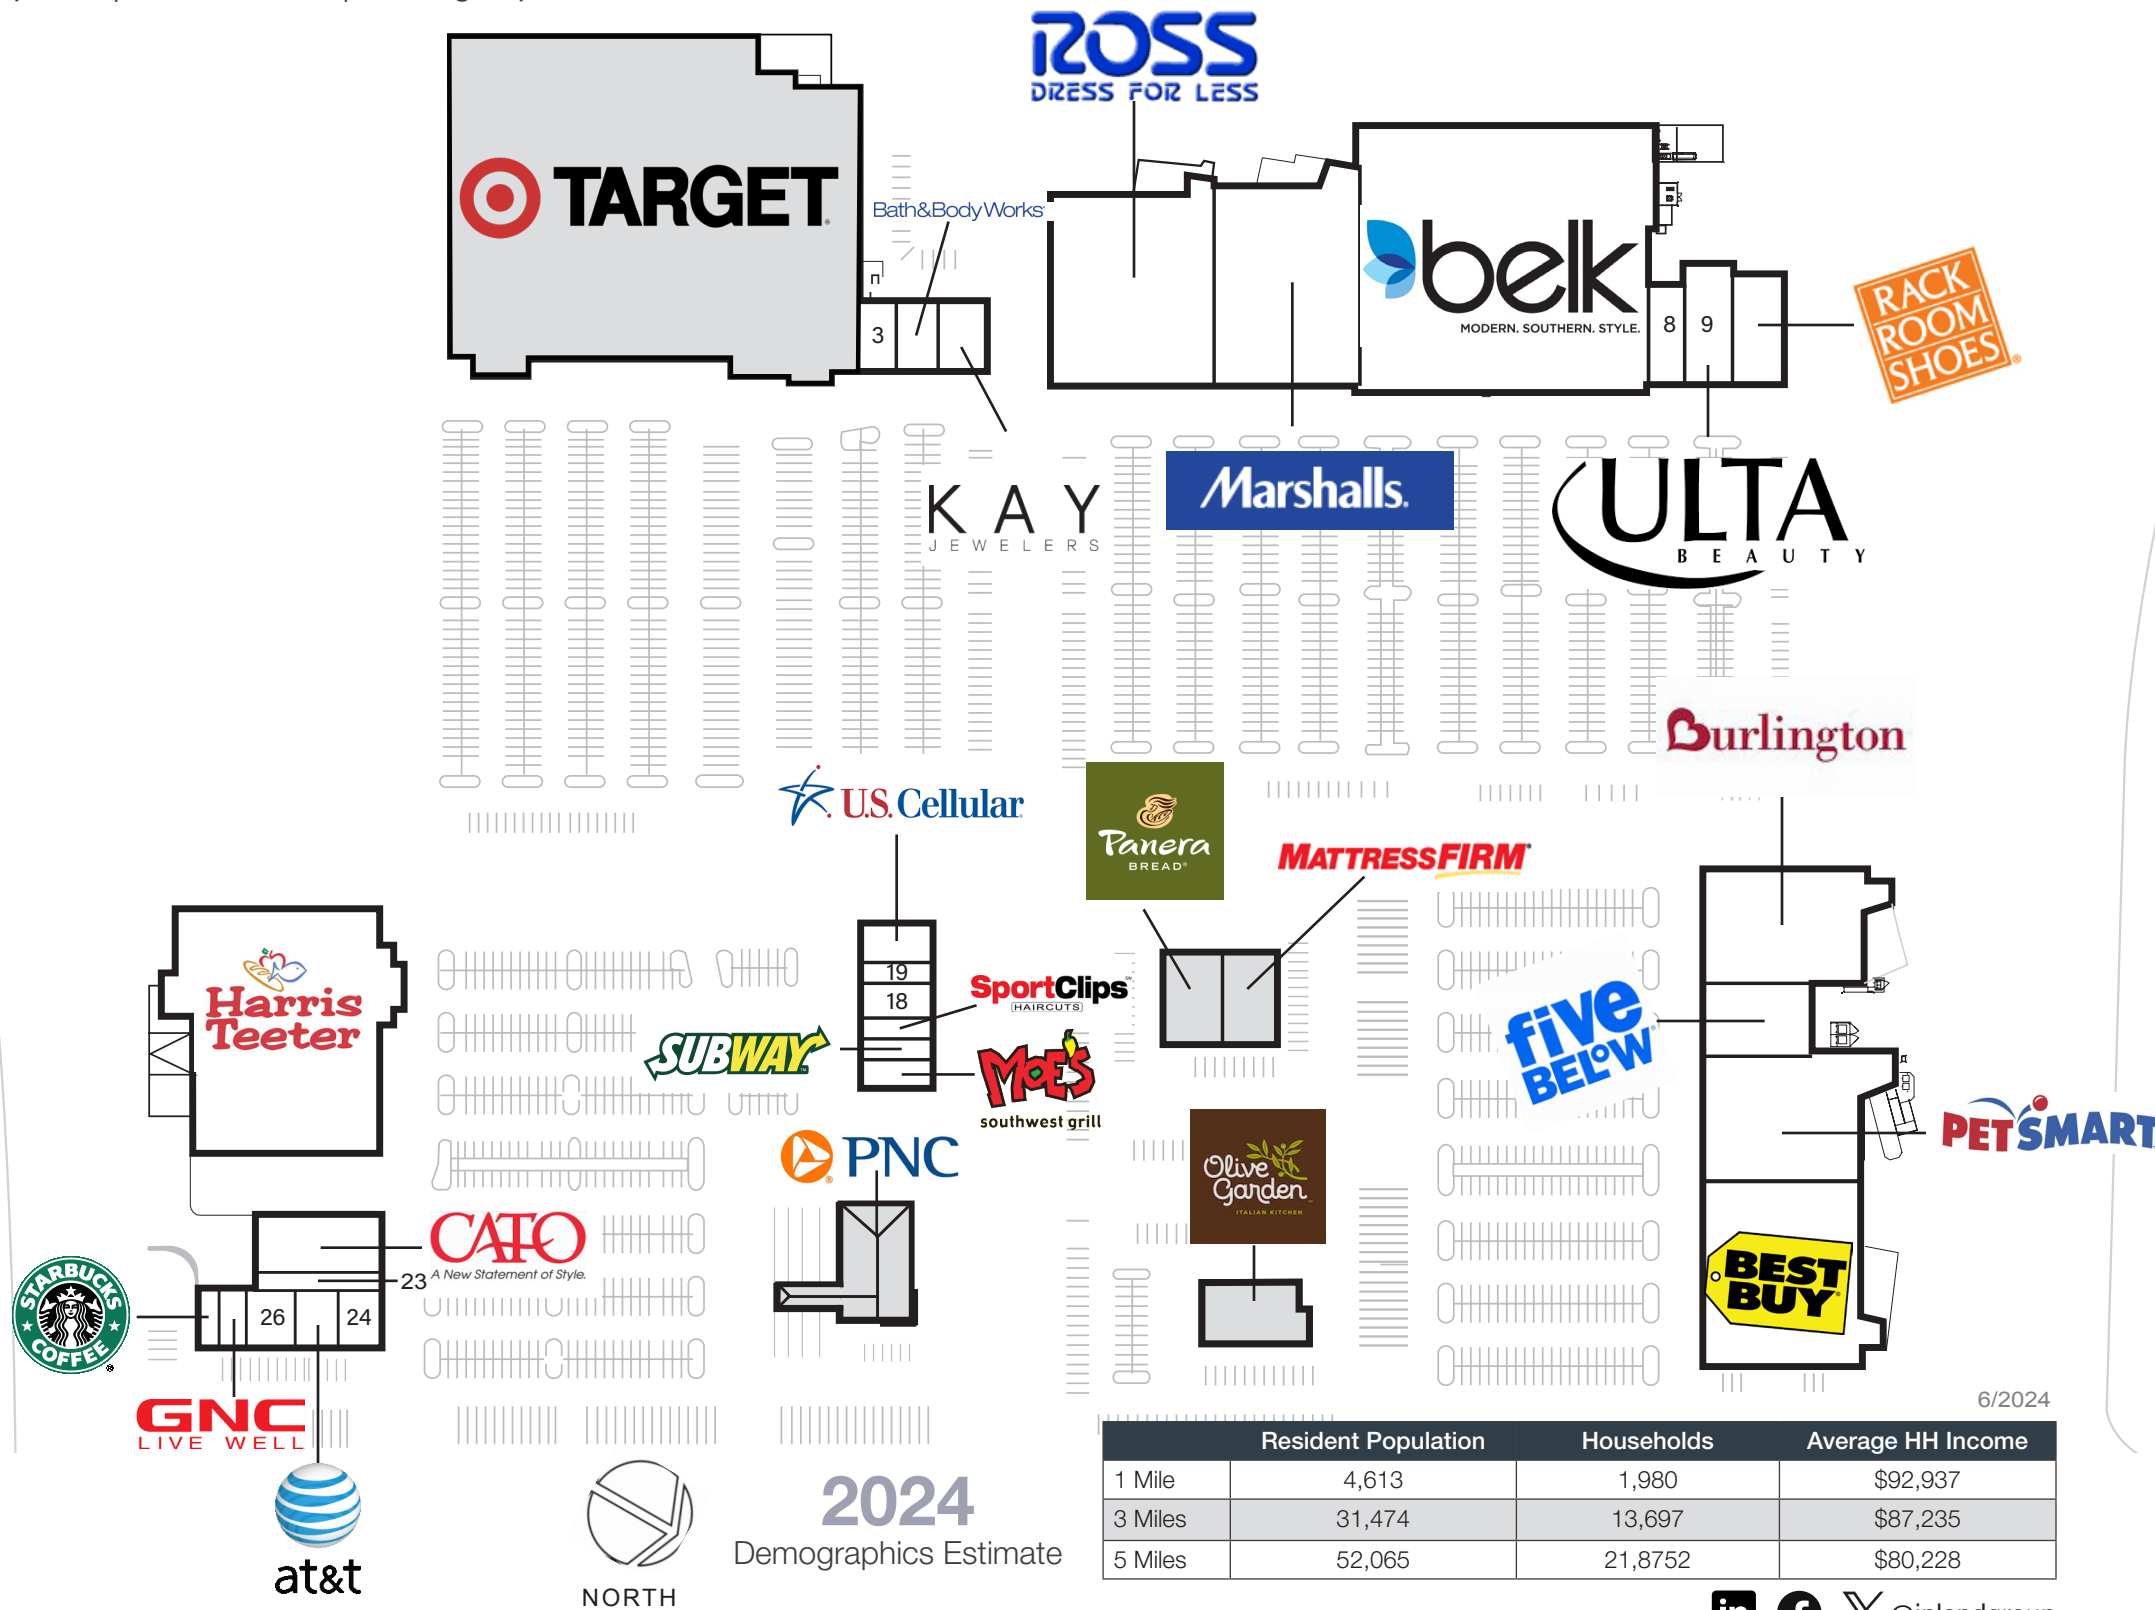 ROSS
DRESS FOR LESS
TARGET
Bath&Body Works
belk
MODERN. SOUTHERN. STYLE.
3
8
9
RACK
ROOM
SHOES
KAY
JEWELERS
Marshalls.
ULTA
BEAUTY
Burlington
U.S. Cellular
Panera
BREAD
MATTRESSFIRM
Harris
Teeter
19
18
SportClips
HAIRCUTS
SUBWAY
MOE'S
southwest grill
five
BELOW
PETSMART
PNC
Olive
Garden
ITALIAN KITCHEN
CATO
A New Statement of Style.
23
STARBUCKS
COFFEE
26
24
BEST
BUY
GNC
LIVE WELL
at&t
NORTH
6/2024
2024
Demographics Estimate
Resident Population Households Average HH Income
1 Mile 4,613 1,980 $92,937
3 Miles 31,474 13,697 $87,235
5 Miles 52,065 21,8752 $80,228